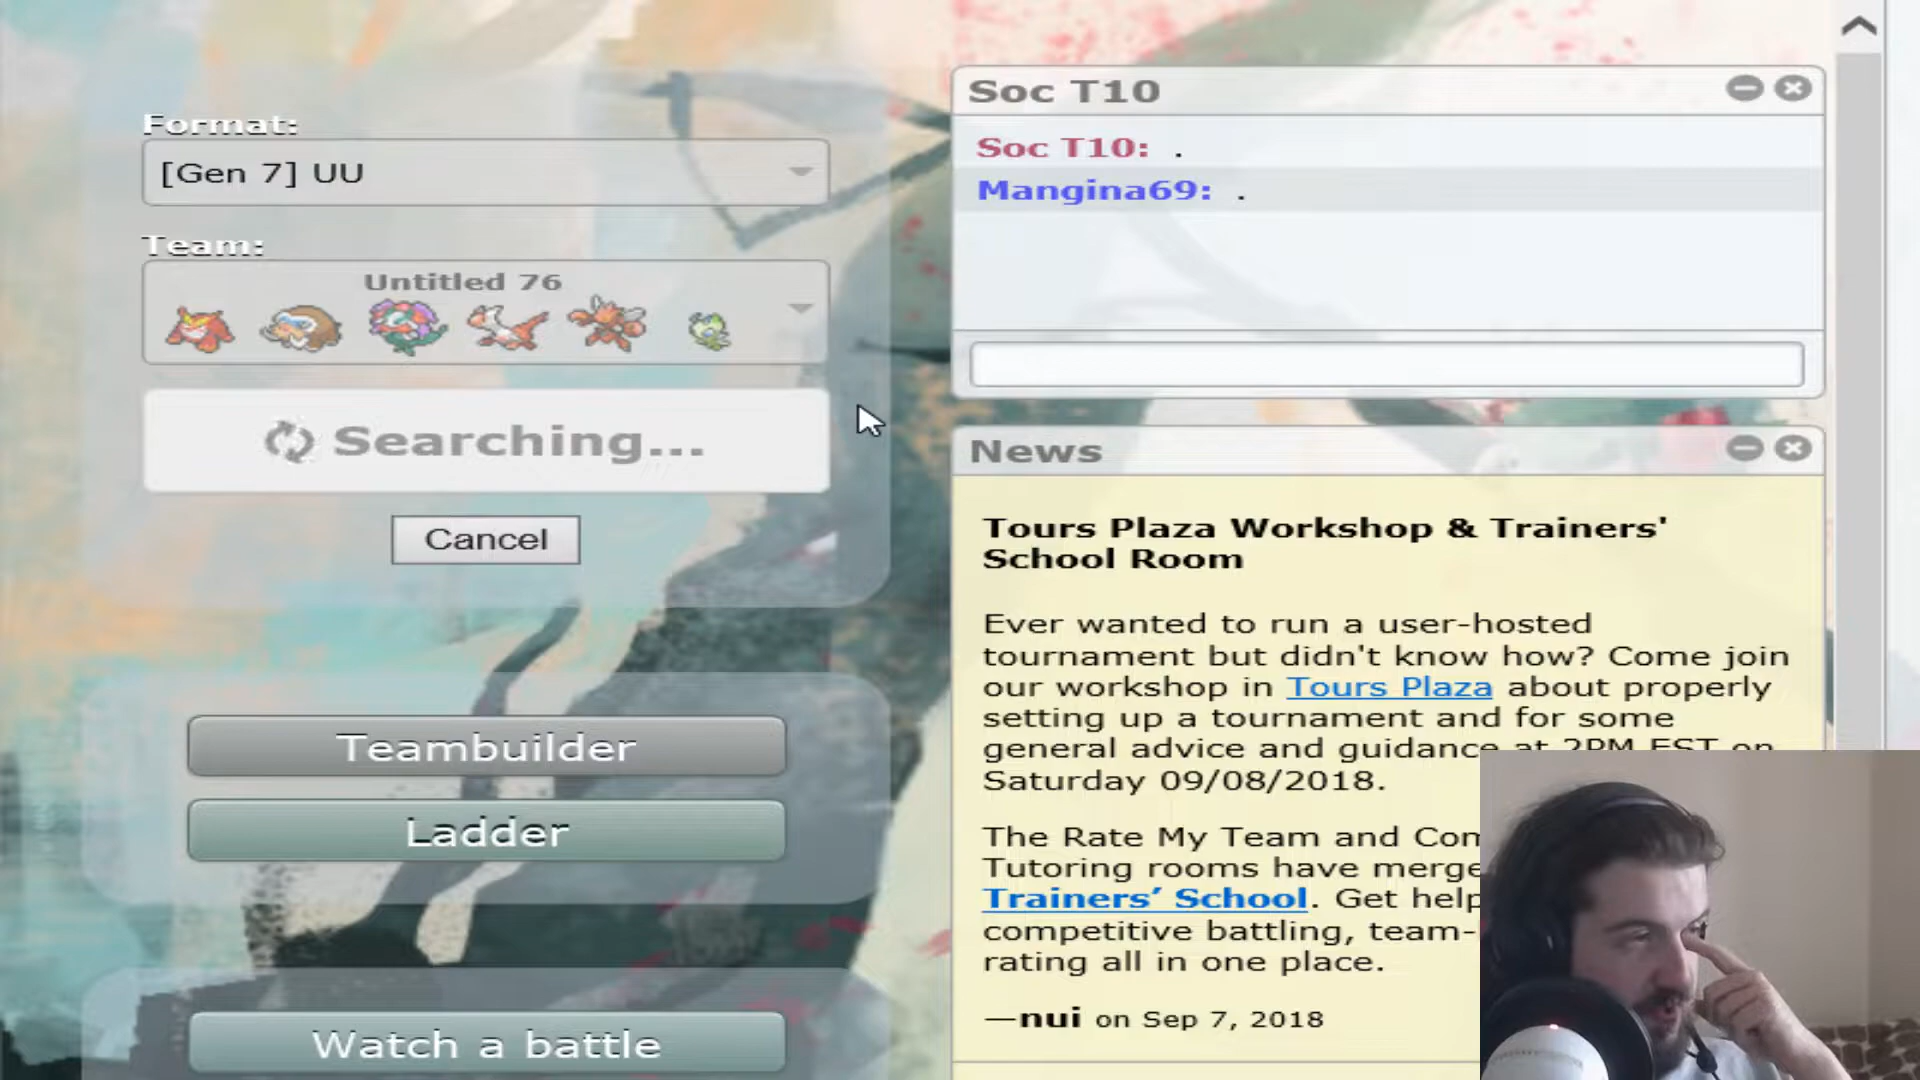 Format:
[Gen 7] UU
Team:
Untitled 76
Searching...
Cancel
Teambuilder
Ladder
Watch a battle
Soc T10
Soc T10: .
Mangina69: .
News
Tours Plaza Workshop & Trainers'
School Room
Ever wanted to run a user-hosted
tournament but didn't know how? Come join
our workshop in Tours Plaza about properly
setting up a tournament and for some
general advice and guidance at 2PM EST on
Saturday 09/08/2018.
The Rate My Team and
Tutoring rooms have
Trainers’ School. Get help
competitive battling, team-
rating all in one place.
—nui on Sep 7, 2018